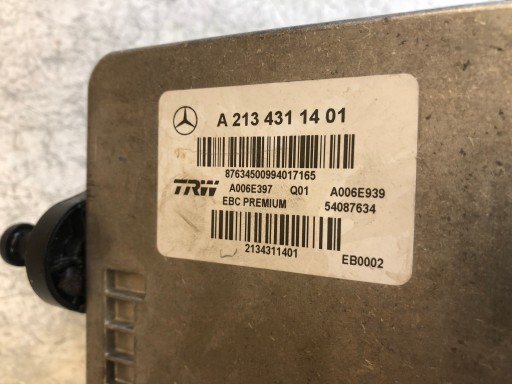 A 213 431 14 01
87634500994017165
TRW A006E397 Q01 A006E939
EBC PREMIUM 54087634
2134311401
EB0002